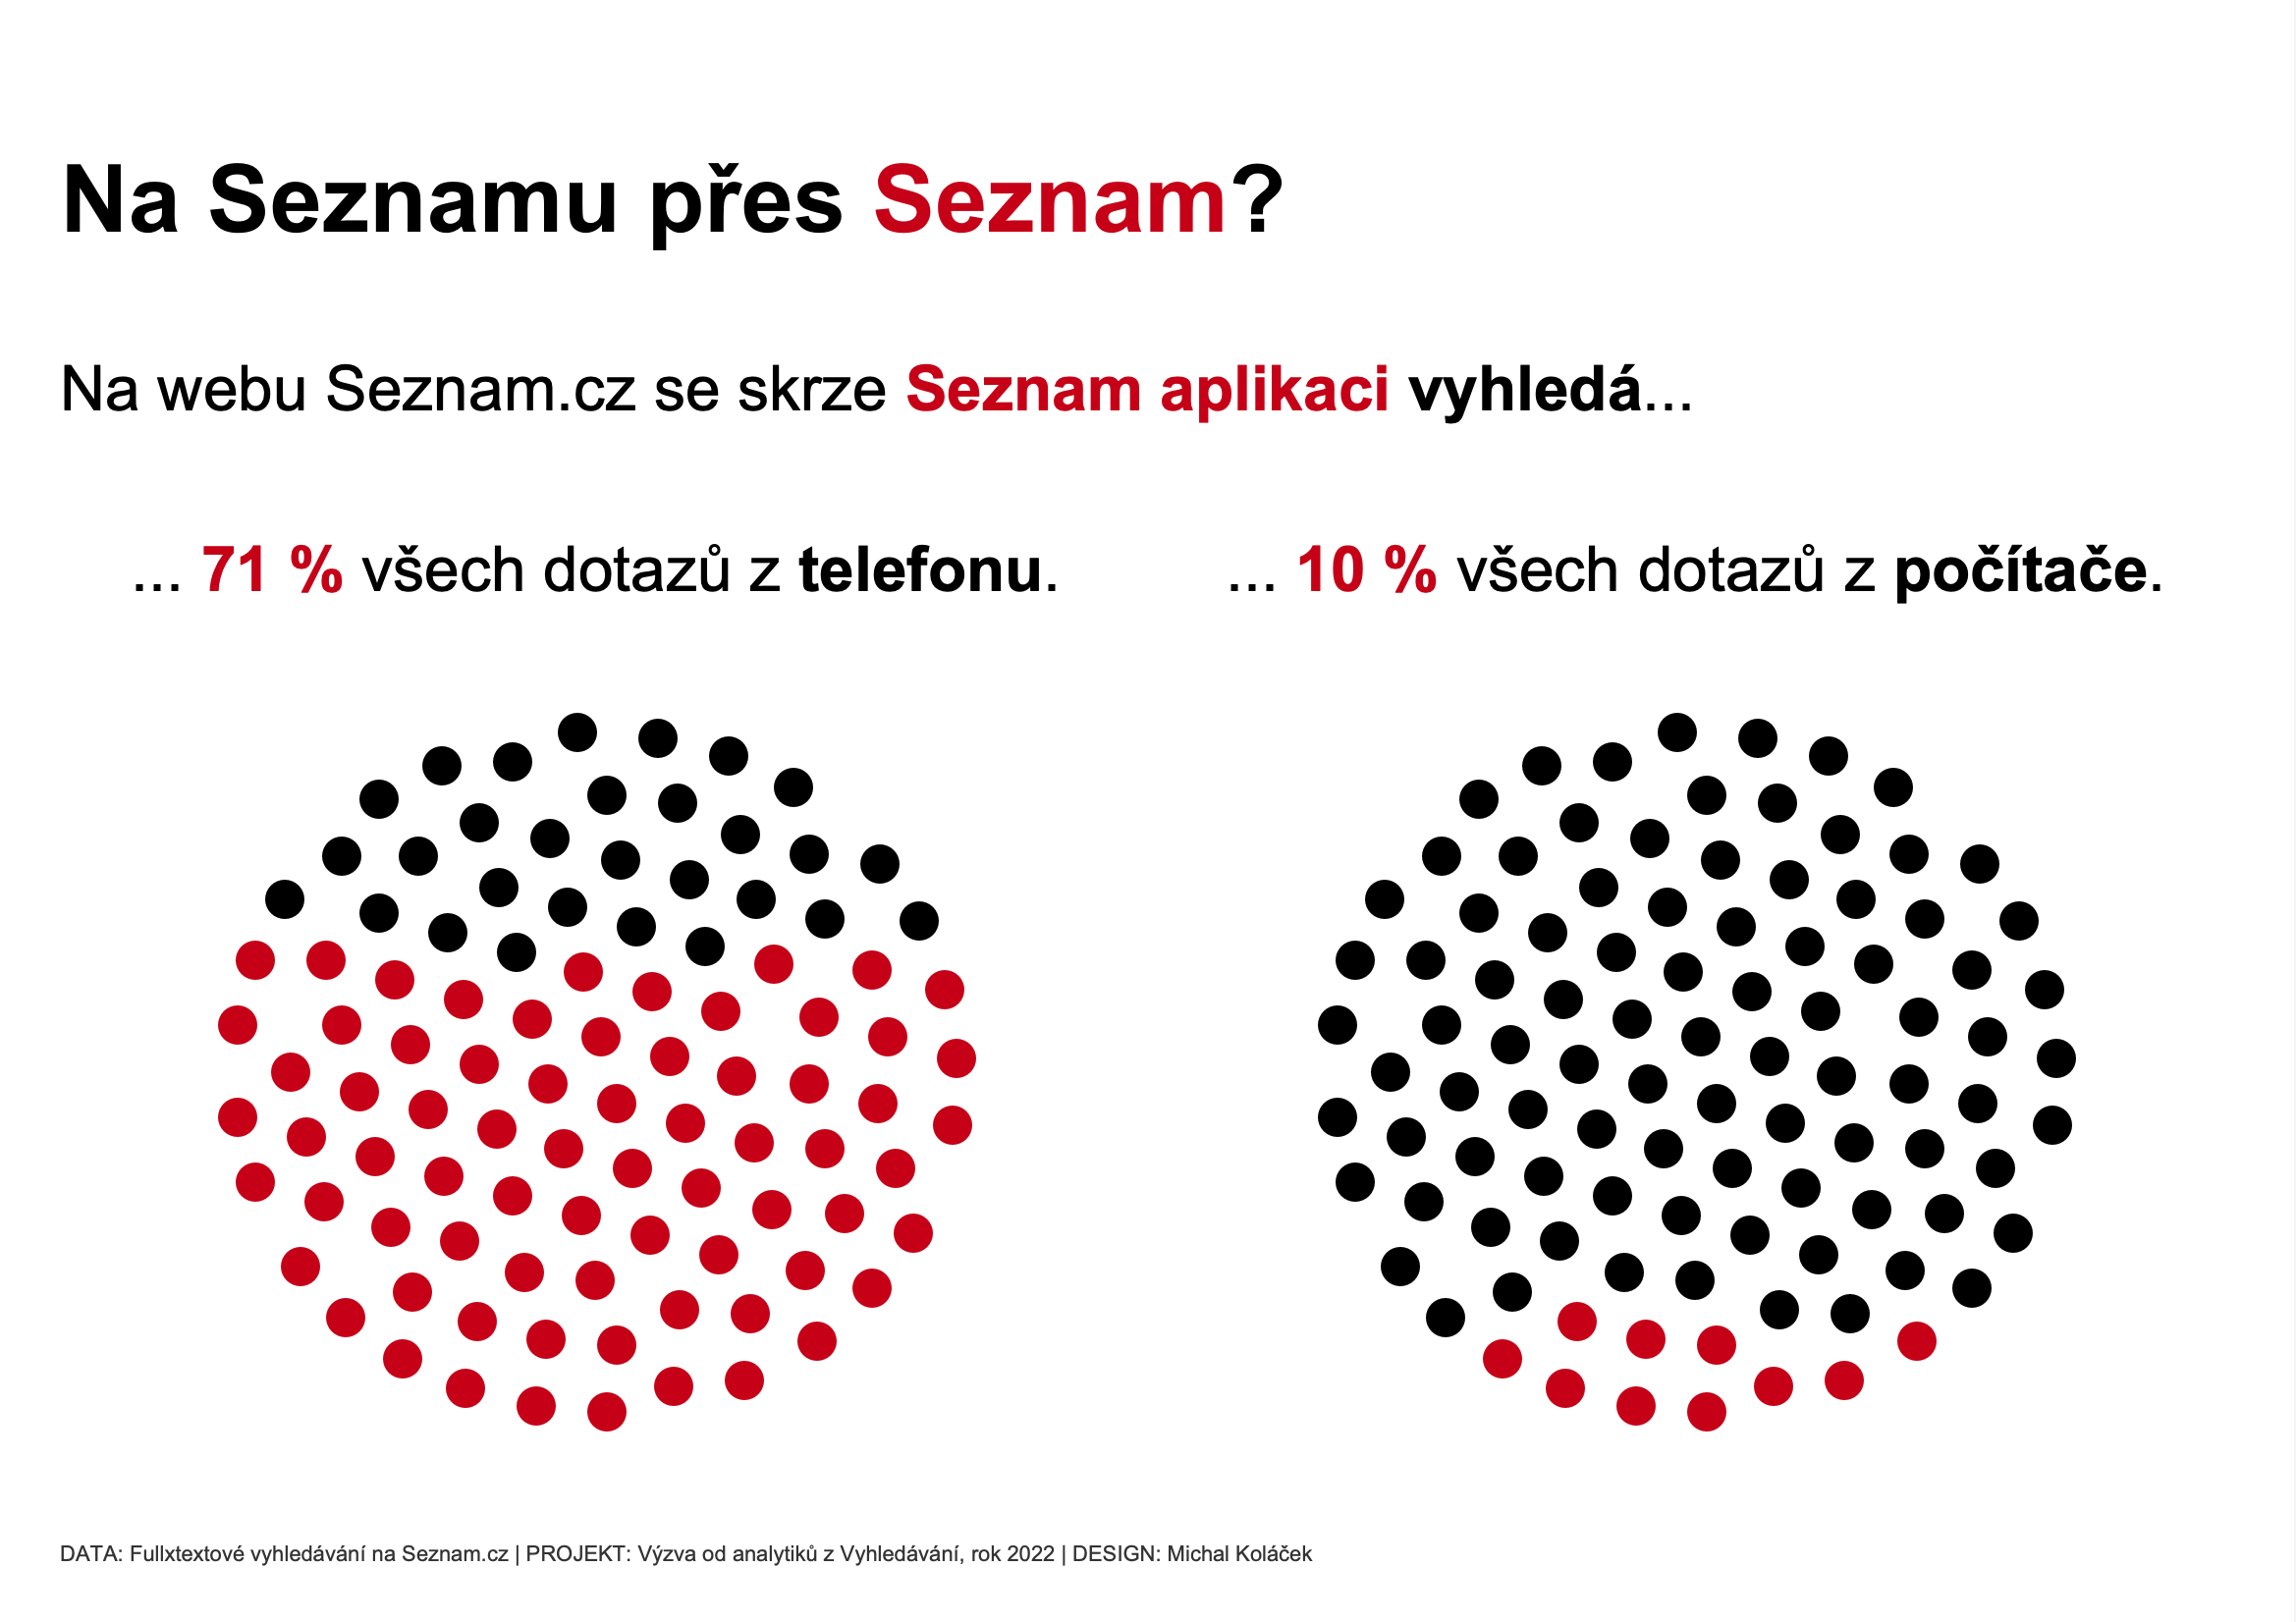 Na Seznamu přes Seznam?
Na webu Seznam.cz se skrze Seznam aplikaci vyhledá...
... 71 % všech dotazů z telefonu.
... 10 % všech dotazů z počítače.
DATA: Fullxtextové vyhledávání na Seznam.cz | PROJEKT: Výzva od analytiků z Vyhledávání, rok 2022 | DESIGN: Michal Koláček